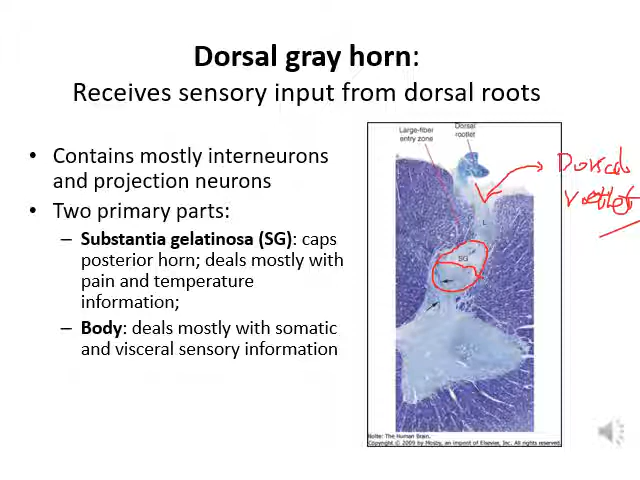 Dorsal gray horn:
Receives sensory input from dorsal roots
• Contains mostly interneurons
and projection neurons
• Two primary parts:
– Substantia gelatinosa (SG): caps
posterior horn; deals mostly with
pain and temperature
information;
– Body: deals mostly with somatic
and visceral sensory information
Large-fiber
entry zone
Dorsal
rootlet
L
SG
Dorsal
Nolte: The Human Brain.
Copyright © 2009 by Mosby, an imprint of Elsevier, Inc. All rights reserved.